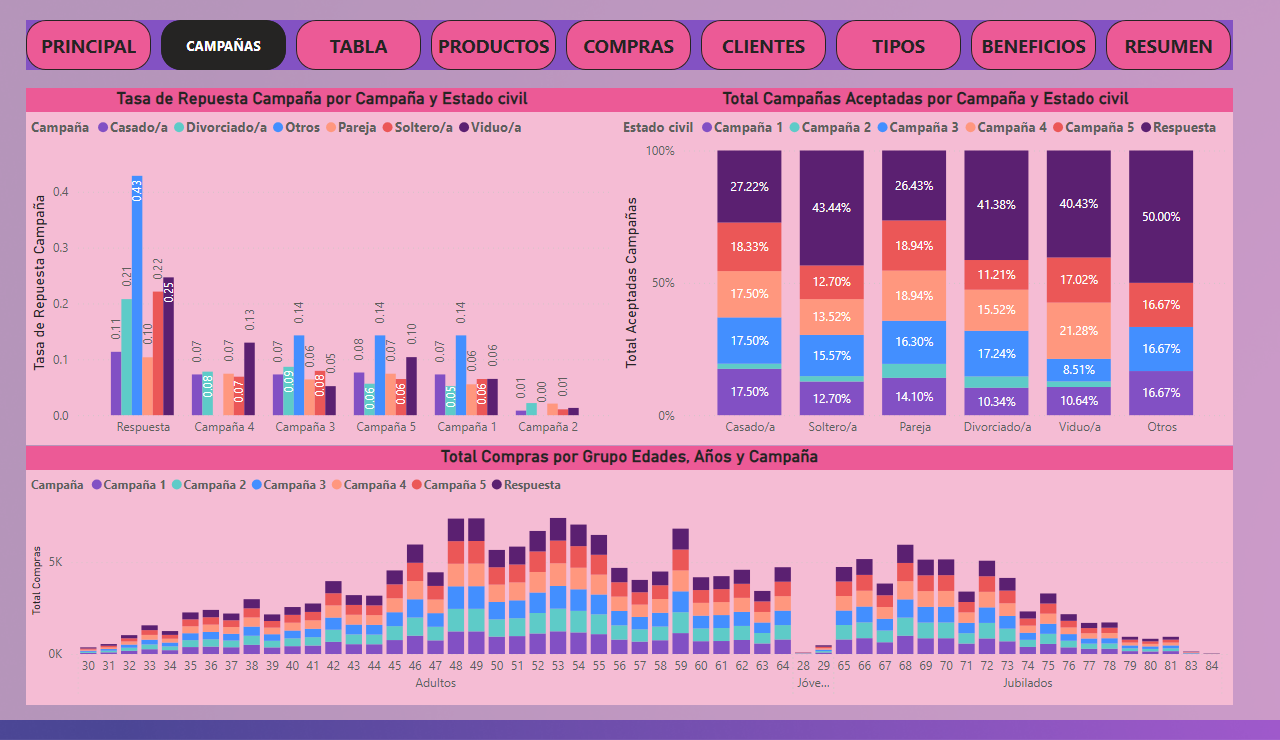 PRINCIPAL CAMPAÑAS TABLA PRODUCTOS COMPRAS CLIENTES TIPOS BENEFICIOS RESUMEN
Tasa de Repuesta Campaña por Campaña y Estado civil
Campaña Casado/a Divorciado/a Otros Pareja Soltero/a Viduo/a
Tasa de Repuesta Campaña
0.4
0.3
0.2
0.1
0.0
0.11 0.21 0.43 0.10 0.22 0.25
0.07 0.08 0.07 0.07 0.13
0.07 0.09 0.14 0.06 0.08 0.05
0.08 0.06 0.14 0.07 0.06 0.10
0.07 0.05 0.14 0.06 0.06 0.06
0.01 0.00 0.01
Respuesta Campaña 4 Campaña 3 Campaña 5 Campaña 1 Campaña 2
Total Campañas Aceptadas por Campaña y Estado civil
Estado civil Campaña 1 Campaña 2 Campaña 3 Campaña 4 Campaña 5 Respuesta
Total Aceptadas Campañas
100%
50%
0%
27.22% 43.44% 26.43% 41.38% 40.43% 50.00%
18.33% 12.70% 18.94% 11.21% 17.02% 16.67%
17.50% 13.52% 18.94% 15.52% 21.28%
17.50% 15.57% 16.30% 17.24% 8.51% 16.67%
17.50% 12.70% 14.10% 10.34% 10.64% 16.67%
Casado/a Soltero/a Pareja Divorciado/a Viduo/a Otros
Total Compras por Grupo Edades, Años y Campaña
Campaña Campaña 1 Campaña 2 Campaña 3 Campaña 4 Campaña 5 Respuesta
Total Compras
5K
0K
30 31 32 33 34 35 36 37 38 39 40 41 42 43 44 45 46 47 48 49 50 51 52 53 54 55 56 57 58 59 60 61 62 63 64 28 29 65 66 67 68 69 70 71 72 73 74 75 76 77 78 79 80 81 83 84
Adultos Jóve... Jubilados